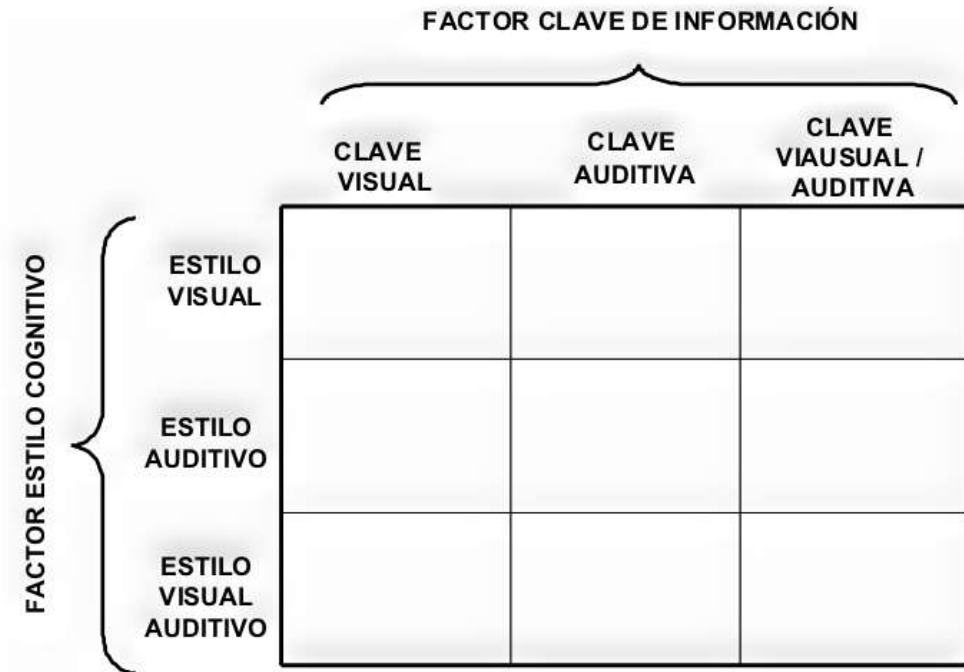 FACTOR CLAVE DE INFORMACIÓN
CLAVE
VISUAL
CLAVE
AUDITIVA
CLAVE
VIAUSUAL /
AUDITIVA
FACTOR ESTILO COGNITIVO
ESTILO
VISUAL
ESTILO
AUDITIVO
ESTILO
VISUAL
AUDITIVO